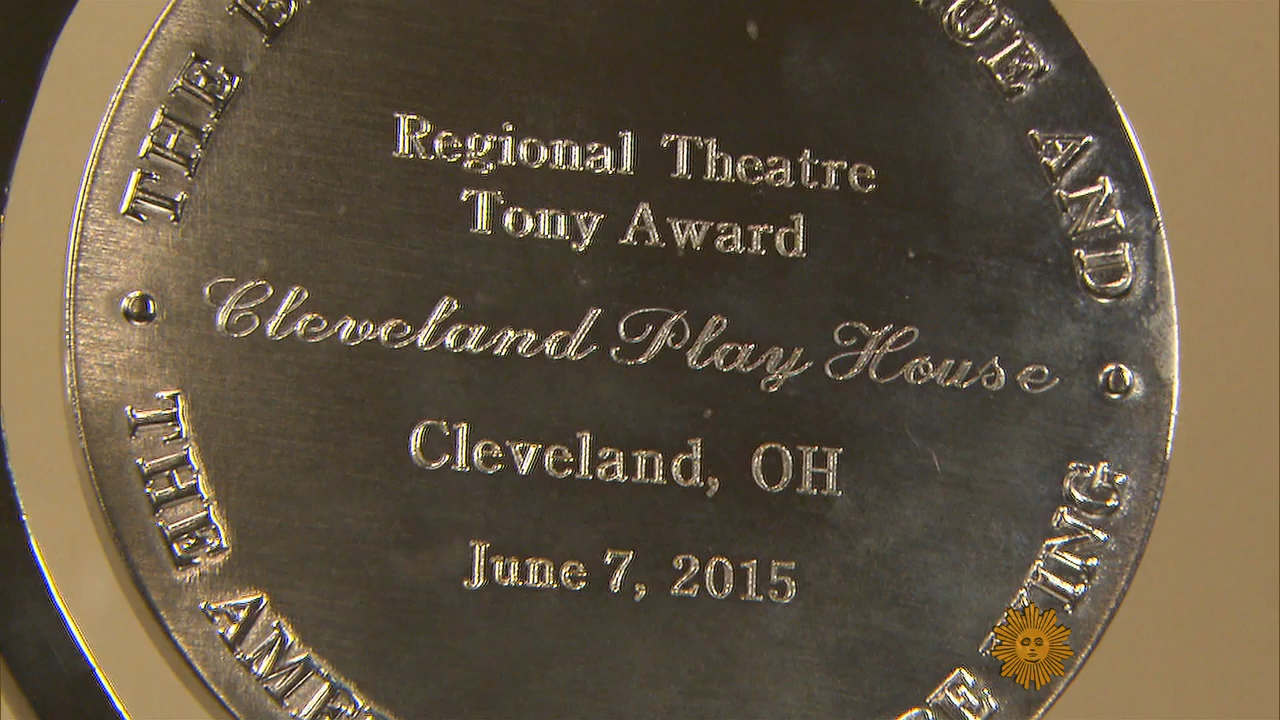 Regional Theatre
Tony Award
Cleveland Play House
Cleveland, OH
June 7, 2015
THE
AND
THE